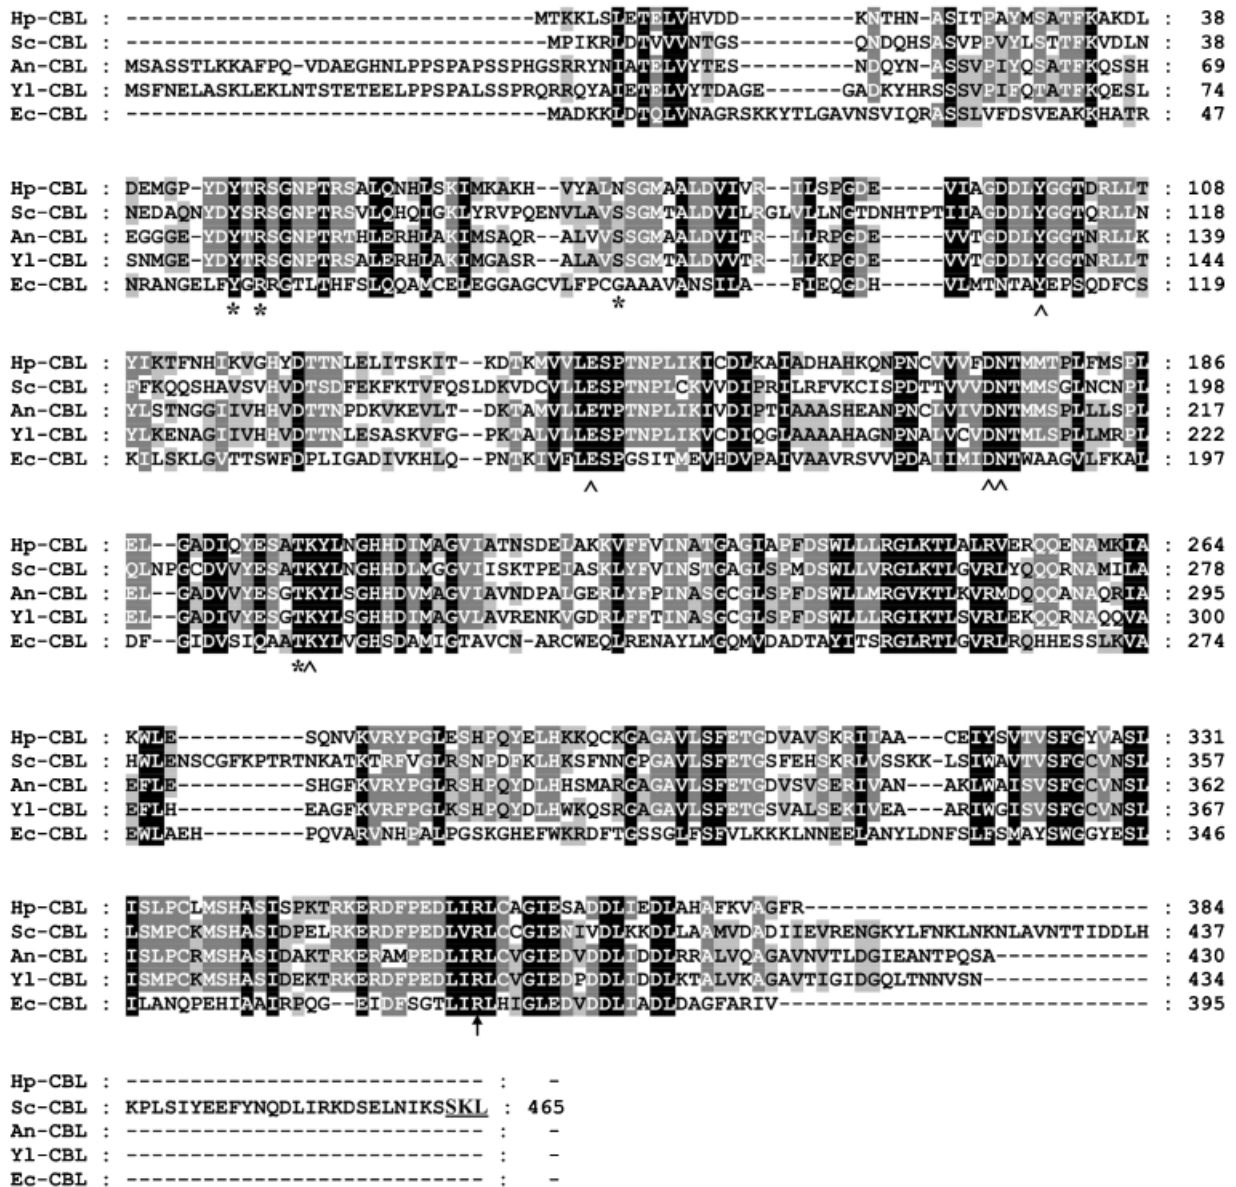 Hp-CBL : -------------------------------MTKKLSLETELVHVDD---------KNTHN-ASITPAYMSATFKAKDL : 38
Sc-CBL : --------------------------------MPIKRLDTVVVNTGS---------QNDQHSASVPPVYLSTTFKVDLN : 38
An-CBL : MSASSTLKKAFPQ-VDAEGHNLPPSPAPSSPHGSRRYNIATELVYTES--------NDQYN-ASSVPIYQSATFKQSSH : 69
Yl-CBL : MSFNELASKLEKLNTSTETEELPPSPALSSPRQRRQYAIETELVYTDAGE------GADKYHRSSSVPIFQTATFKQESL : 74
Ec-CBL : --------------------------------MADKKLDTQLVNAGRSKKYTLGAVNSVIQRASSLVFDSVEAKKHATR : 47
Hp-CBL : DEMGP-YDYTRSGNPTRSALQNHLSKIMKAKH--VYALNSGMAALDVIVR---ILSPGDE-----VIAGDDLYGGTDRLLT : 108
Sc-CBL : NEDAQNYDYSRSGNPTRSVLQHQIGKLYRVPQENVLAVSSGMTALDVILRGLVLLNGTDNHTPTIIAGDDLYGGTQRLLN : 118
An-CBL : EGGGE-YDYTRSGNPTRTHLERHLAKIMSAQR--ALVVSSGMAALDVITR--LLRPGDE-----VVTGDDLYGGTNRLLK : 139
Yl-CBL : SNMGE-YDYTRSGNPTRSALERHLAKIMGASR--ALAVSSGMTALDVVTR--LLKPGDE-----VVTGDDLYGGTNRLLT : 144
Ec-CBL : NRANGELFYGRRGTLTHFSLQQAMCELEGGAGCVLFPCGAAAVANSILA---FIEQGDH-----VLMTNTAYEPSQDFCS : 119
* * * ^
Hp-CBL : YIKTFNHIKVGHYDTTNLELITSKIT--KDTKMVVLESPTNPLIKICDLKAIADHAHKQNPNCVVVFDNTMMTPLFMSPL : 186
Sc-CBL : FFKQQSHAVSVHVDTSDFEKFKTVFQSLDKVDCVLLESPTNPLCKVVDIPRILRFVKCISPDTTVVVDNTMMSGLNCNPL : 198
An-CBL : YLSTNGGIIVHHVDTTNPDKVKEVLT--DKTAMVLLETPTNPLIKIVDIPTIAAASHEANPNCLVIVDNTMMSPLLLSPL : 217
Yl-CBL : YLKENAGIIVHHVDTTNLESASKVFG--PKTALVLLESPTNPLIKVCDIQGLAAAAHAGNPNALVCVDNTMLSPLLMRPL : 222
Ec-CBL : KILSKLGVTTSWFDPLIGADIVKHLQ--PNTKIVFLESPGSITMEVHDVPAIVAAVRSVVPDAIIMIDNTWAAGVLFKAL : 197
^ ^^
Hp-CBL : EL--GADIQYESATKYLNGHHDIMAGVIATNSDELAKKVFFVINATGAGIAPFDSWLLLRGLKTLALRVERQQENAMKIA : 264
Sc-CBL : QLNPGCDVVYESATKYLNGHHDLMGGVIISKTPEIASKLYFVINSTGAGLSPMDSWLLVRGLKTLGVRLYQQQRNAMILA : 278
An-CBL : EL--GADVVYESGTKYLSGHHDVMAGVIAVNDPALGERLYFPINASGCGLSPFDSWLLMRGVKTLKVRMDQQQANAQRIA : 295
Yl-CBL : EL--GADVVYESGTKYLSGHHDIMAGVLAVRENKVGDRLFFTINASGCGLSPFDSWLLLRGIKTLSVRLEKQQRNAQQVA : 300
Ec-CBL : DF--GIDVSIQAATKYLVGHSDAMIGTAVCN-ARCWEQLRENAYLMGQMVDADTAYITSRGLRTLGVRLRQHHESSLKVA : 274
*^
Hp-CBL : KWLE----------SQNVKVRYPGLESHPQYELHKKQCKGAGAVLSFETGDVAVSKRIIAA---CEIYSVTVSFGYVASL : 331
Sc-CBL : HWLENSCGFKPTRTNKATKTRFVGLRSNPDFKLHKSFNNGPGAVLSFETGSFEHSKRLVSSKK-LSIWAVTVSFGCVNSL : 357
An-CBL : EFLE----------SHGFKVRYPGLRSHPQYDLHHSMARGAGAVLSFETGDVSVSERIVAN---AKLWAISVSFGCVNSL : 362
Yl-CBL : EFLH----------EAGFKVRFPGLKSHPQYDLHWKQSRGAGAVLSFETGSVALSEKIVEA---ARIWGISVSFGCVNSL : 367
Ec-CBL : EWLAEH--------PQVARVNHPALPGSKGHEFWKRDFTGSSGLFSFVLKKKLNNEELANYLDNFSLFSMAYSWGGYESL : 346
Hp-CBL : ISLPCLMSHASISPKTRKERDFPEDLIRLCAGIESADDLIEDLAHAFKVAGFR--------------------------- : 384
Sc-CBL : LSMPCKMSHASIDPELRKERDFPEDLVRLCCGIENIVDLKKDLLAAMVDADIIEVRENGKYLFNKLNKNLAVNTTIDDLH : 437
An-CBL : ISLPCRMSHASIDAKTRKERAMPEDLIRLCVGIEDVDDLIDDLRRALVQAGAVNVTLDGIEANTPQSA------------ : 430
Yl-CBL : ISMPCKMSHASIDEKTRKERDFPEDLIRLCVGIEDPDDLIDDLKTALVKAGAVTIGIDGQLTNNVSN------------- : 434
Ec-CBL : ILANQPEHIAAIRPQG--EIDFSGTLIRLHIGLEDVDDLIADLDAGFARIV----------------------------- : 395
↑
Hp-CBL : ---------------------------- : -
Sc-CBL : KPLSIYEEFYNQDLIRKDSELNIKSSKL : 465
An-CBL : ---------------------------- : -
Yl-CBL : ---------------------------- : -
Ec-CBL : ---------------------------- : -